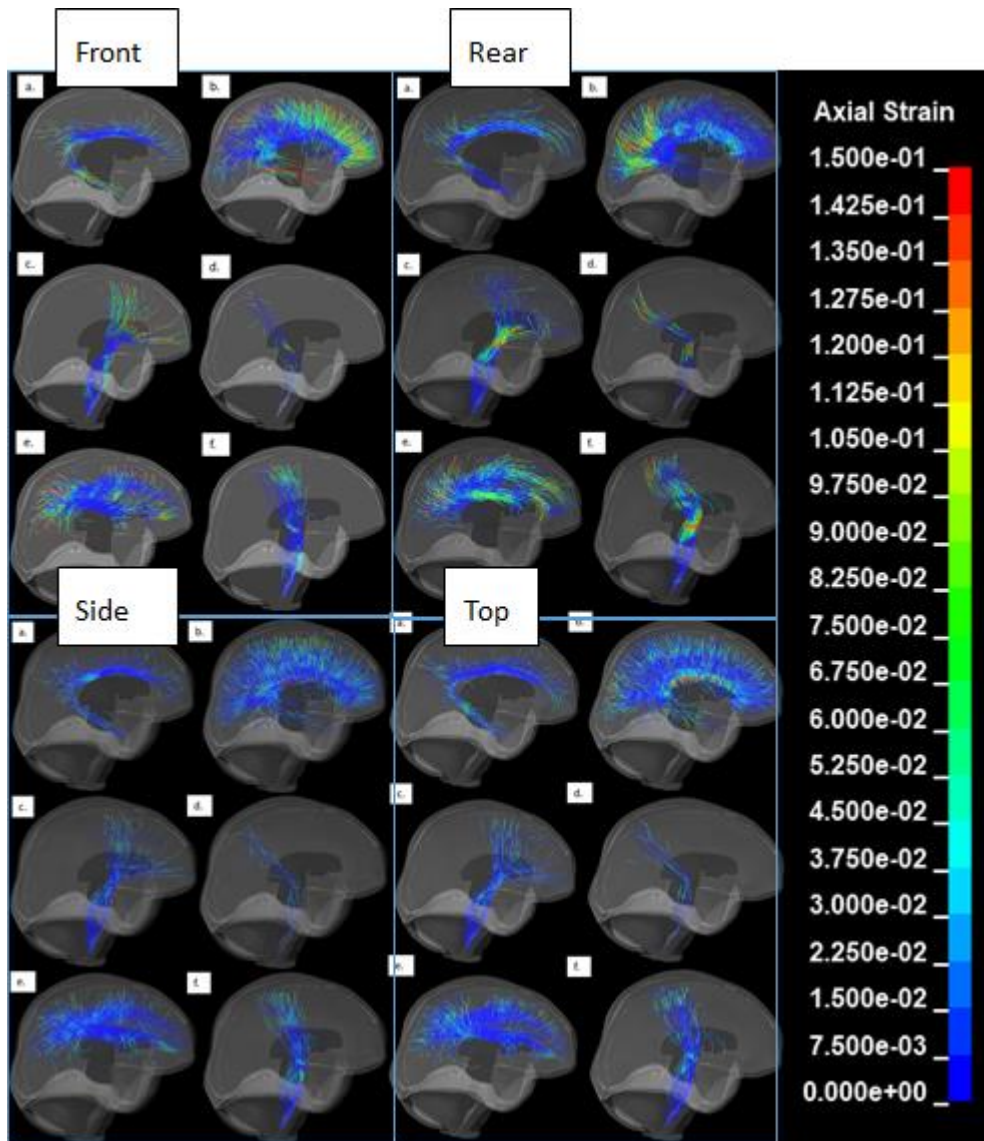 Front
Rear
a.
b.
a.
b.
c.
d.
c.
d.
e.
f.
e.
f.
Side
Top
a.
b.
a.
c.
d.
c.
d.
e.
f.
e.
f.
Axial Strain
1.500e-01
1.425e-01
1.350e-01
1.275e-01
1.200e-01
1.125e-01
1.050e-01
9.750e-02
9.000e-02
8.250e-02
7.500e-02
6.750e-02
6.000e-02
5.250e-02
4.500e-02
3.750e-02
3.000e-02
2.250e-02
1.500e-02
7.500e-03
0.000e+00